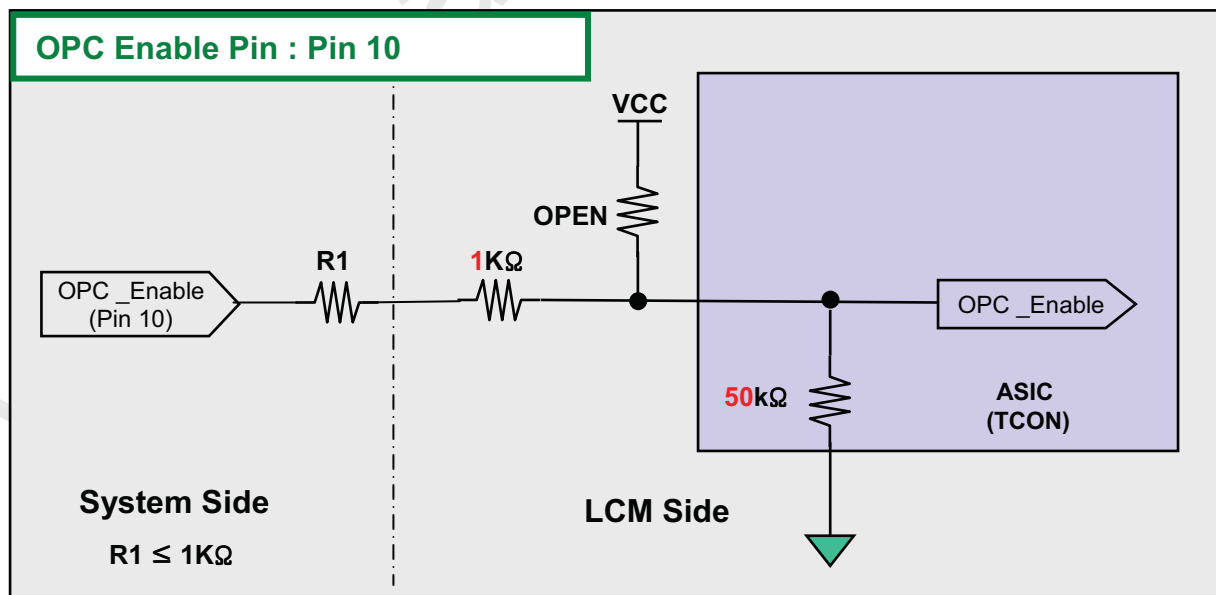 OPC Enable Pin : Pin 10
VCC
OPEN
R1
1KΩ
OPC _Enable
(Pin 10)
OPC _Enable
50kΩ
ASIC
(TCON)
System Side
LCM Side
R1 ≤ 1KΩ